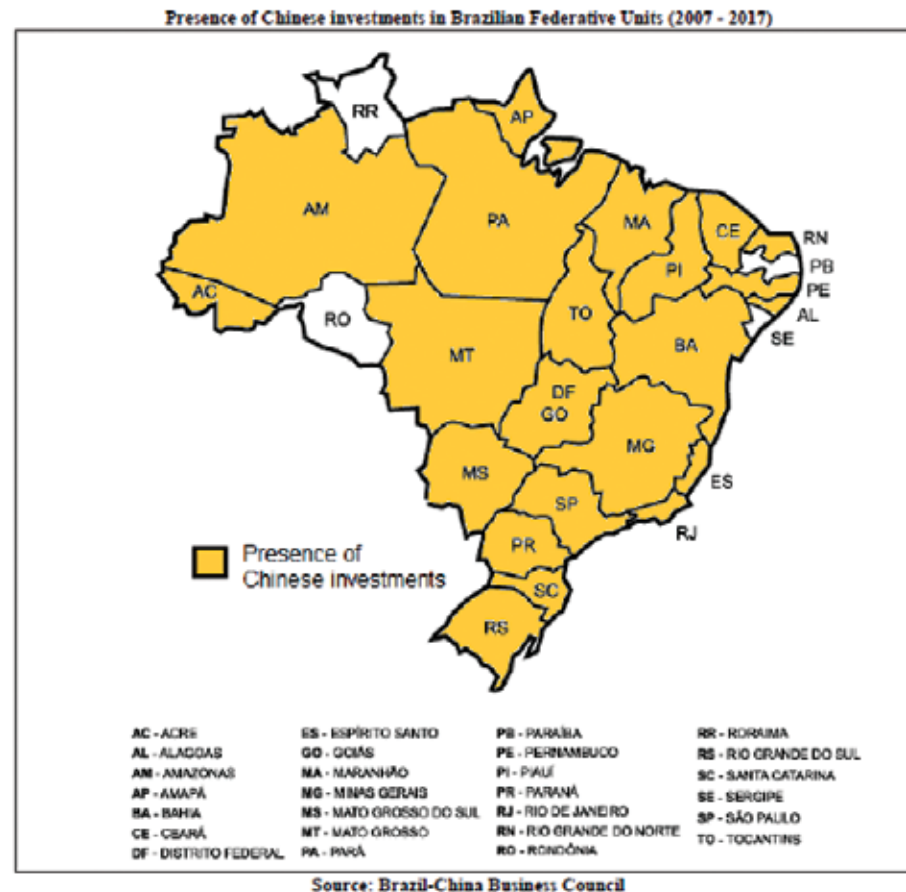 Presence of Chinese investments in Brazilian Federative Units (2007 - 2017)
RR
AP
AM
PA
MA
CE
RN
PB
PI
PE
AC
AL
TO
RO
SE
BA
MT
DF
GO
MG
MS
ES
SP
RJ
PR
Presence of
Chinese investments
SC
RS
AC - ACRE
AL - ALAGOAS
AM - AMAZONAS
AP - AMAPÁ
BA - BAHIA
CE - CEARÁ
DF - DISTRITO FEDERAL
ES - ESPÍRITO SANTO
GO - GOIÁS
MA - MARANHÃO
MG - MINAS GERAIS
MS - MATO GROSSO DO SUL
MT - MATO GROSSO
PA - PARÁ
PB - PARAÍBA
PE - PERNAMBUCO
PI - PIAUÍ
PR - PARANÁ
RJ - RIO DE JANEIRO
RN - RIO GRANDE DO NORTE
RO - RONDÔNIA
RR - RORAIMA
RS - RIO GRANDE DO SUL
SC - SANTA CATARINA
SE - SERGIPE
SP - SÃO PAULO
TO - TOCANTINS
Source: Brazil-China Business Council